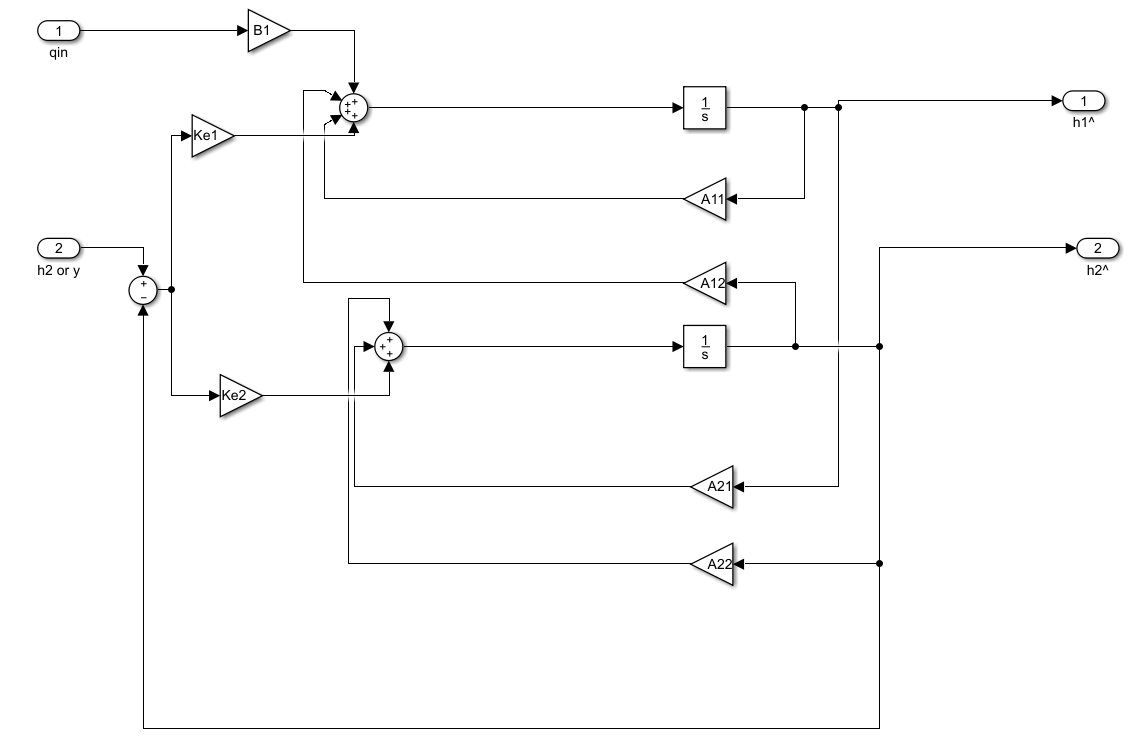 1
qin
B1
+
+
+
+
1
s
1
h1^
Ke1
A11
2
h2 or y
2
h2^
+
−
A12
+
+
+
1
s
Ke2
A21
A22